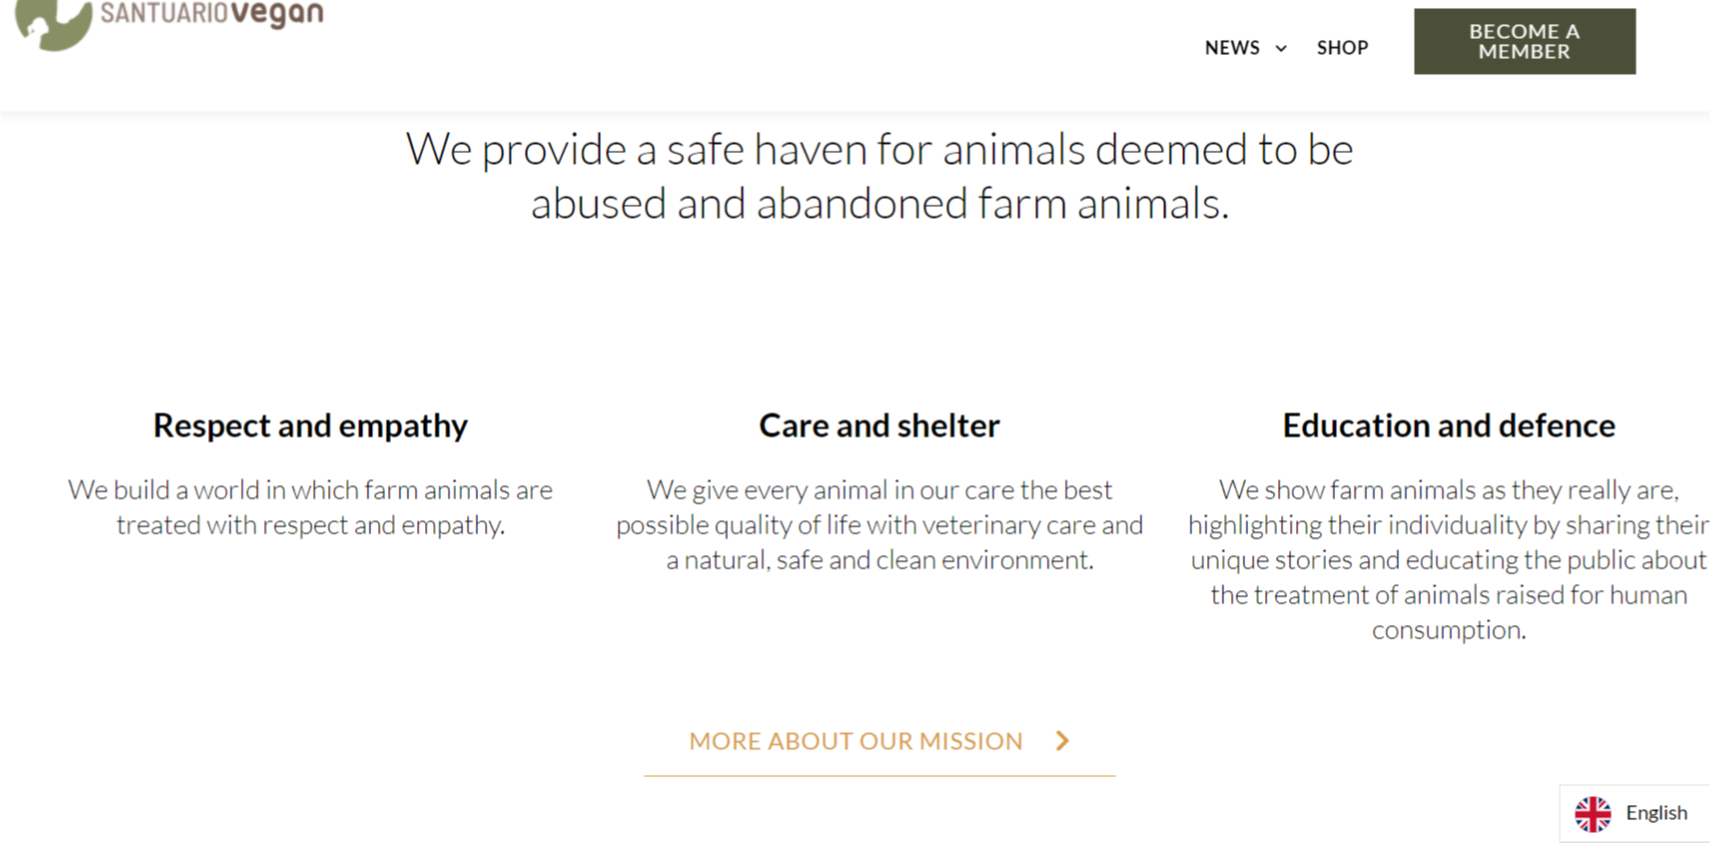 SANTUARIOvegan
NEWS
SHOP
BECOME A
MEMBER
We provide a safe haven for animals deemed to be
abused and abandoned farm animals.
Respect and empathy
We build a world in which farm animals are
treated with respect and empathy.
Care and shelter
We give every animal in our care the best
possible quality of life with veterinary care and
a natural, safe and clean environment.
Education and defence
We show farm animals as they really are,
highlighting their individuality by sharing their
unique stories and educating the public about
the treatment of animals raised for human
consumption.
MORE ABOUT OUR MISSION
English